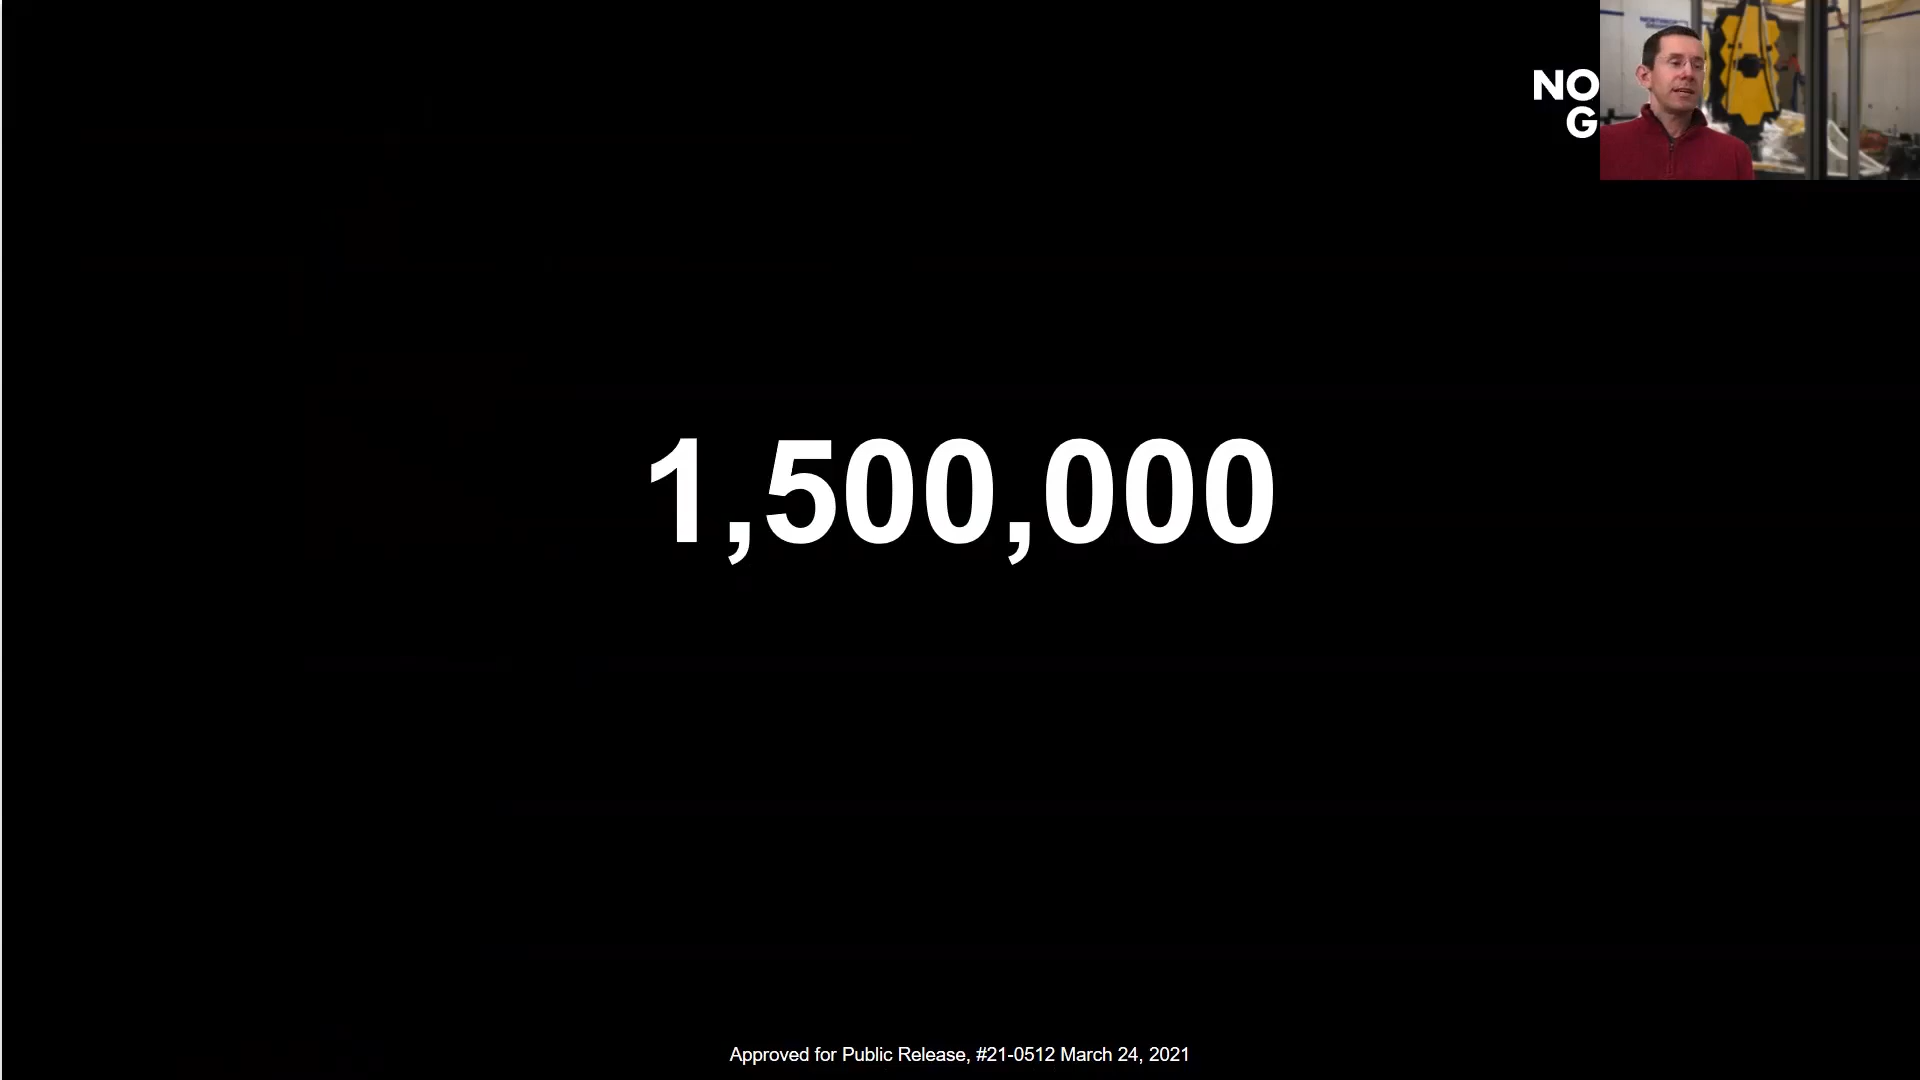 NO
G
1,500,000
Approved for Public Release, #21-0512 March 24, 2021